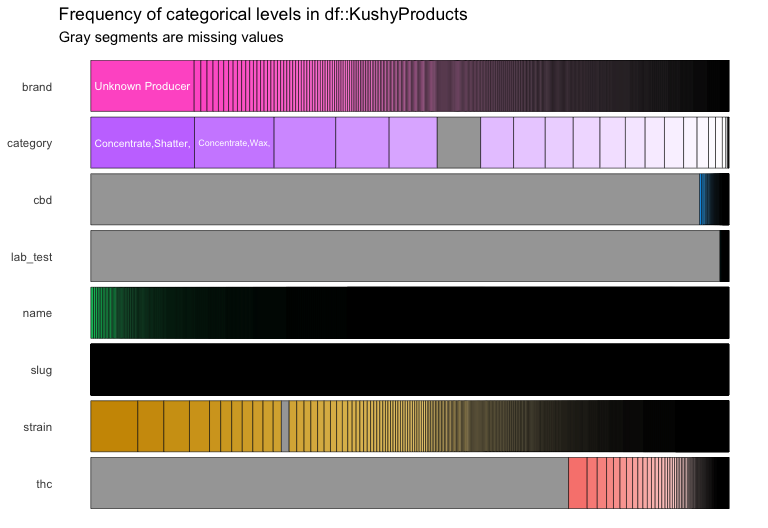 Frequency of categorical levels in df::KushyProducts
Gray segments are missing values
brand
Unknown Producer
category
Concentrate,Shatter,
Concentrate,Wax,
cbd
lab_test
name
slug
strain
thc